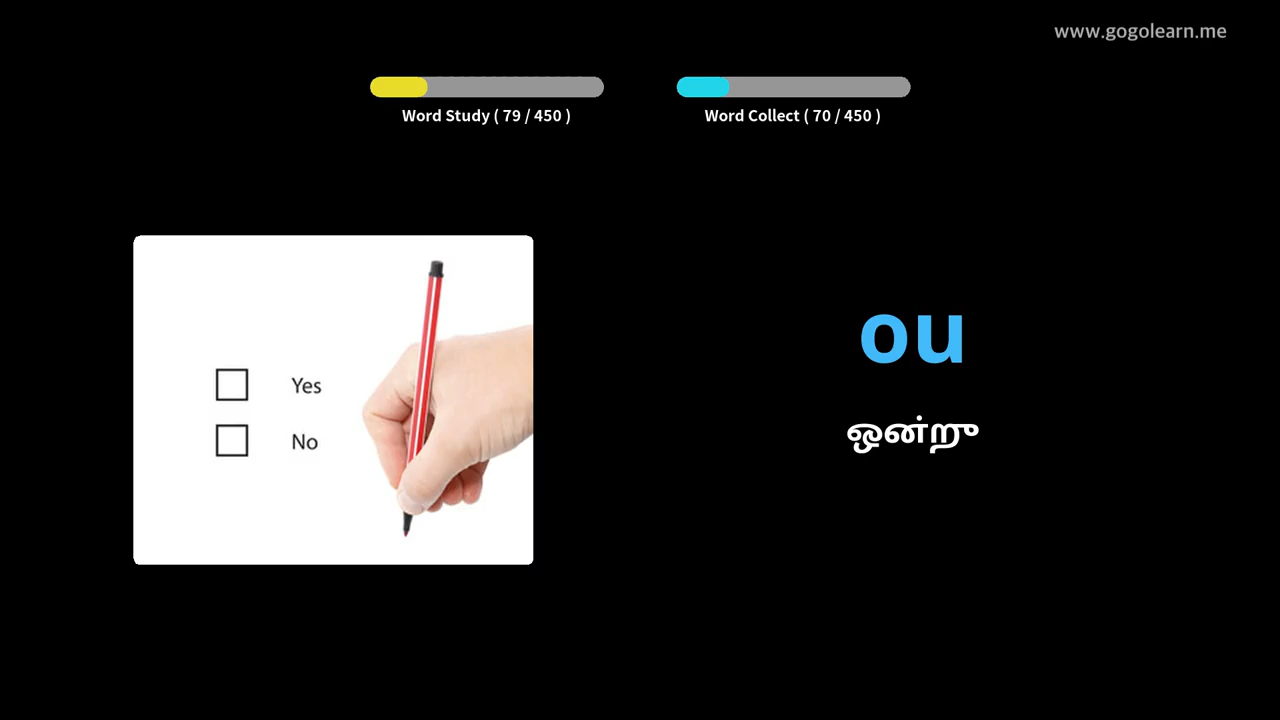 www.gogolearn.me
Word Study ( 79 / 450 )
Word Collect ( 70 / 450 )
Yes
No
ou
ஒன்று